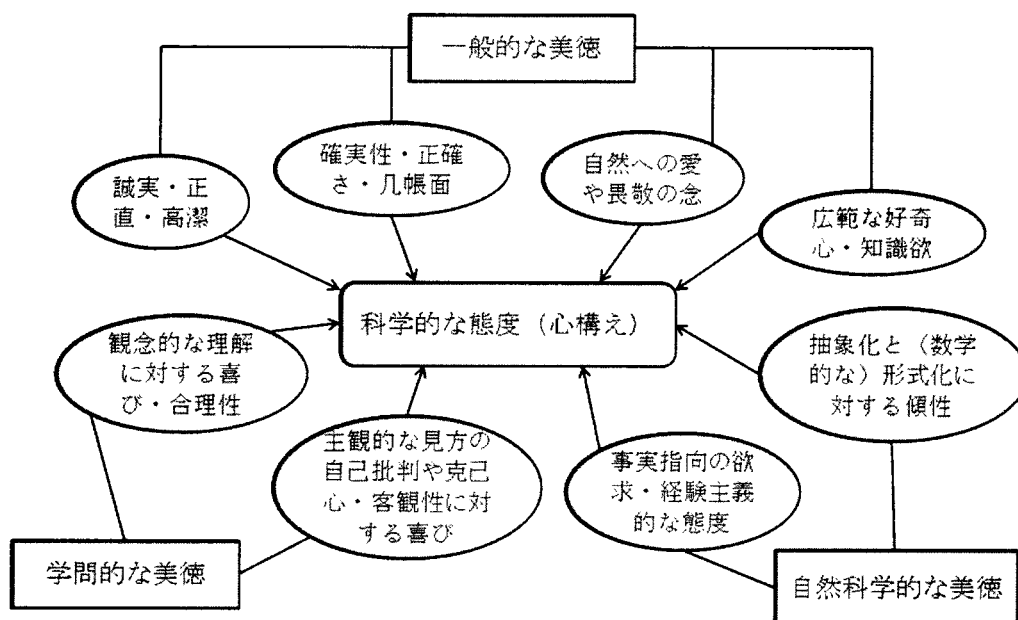 一般的な美徳
誠実・正
直・高潔
確実性・正確
さ・几帳面
自然への愛
や畏敬の念
広範な好奇
心・知識欲
科学的な態度（心構え）
観念的な理解
に対する喜
び・合理性
主観的な見方の
自己批判や克己
心・客観性に対
する喜び
事実指向の欲
求・経験主義
的な態度
抽象化と（数学
的な）形式化に
対する傾性
学問的な美徳
自然科学的な美徳